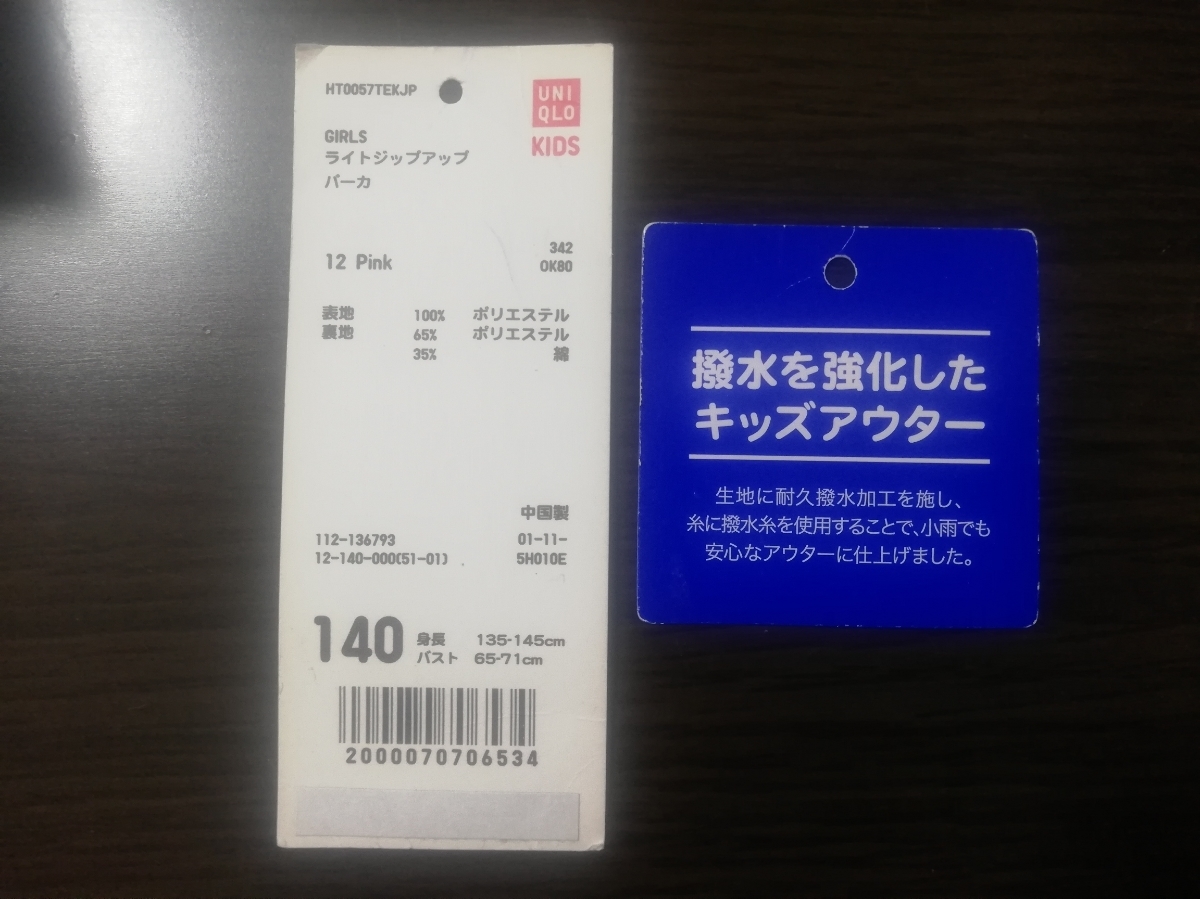 HT0057TEKJP
UNI
QLO
KIDS
GIRLS
ライトジップアップ
パーカ
12 Pink
342
OK80
表地 100% ポリエステル
裏地 65% ポリエステル
35% 綿
中国製
112-136793 01-11-
12-140-000(51-01) 5H010E
140 身長 135-145cm
バスト 65-71cm
2000070706534
撥水を強化した
キッズアウター
生地に耐久撥水加工を施し、
糸に撥水糸を使用することで、小雨でも
安心なアウターに仕上げました。